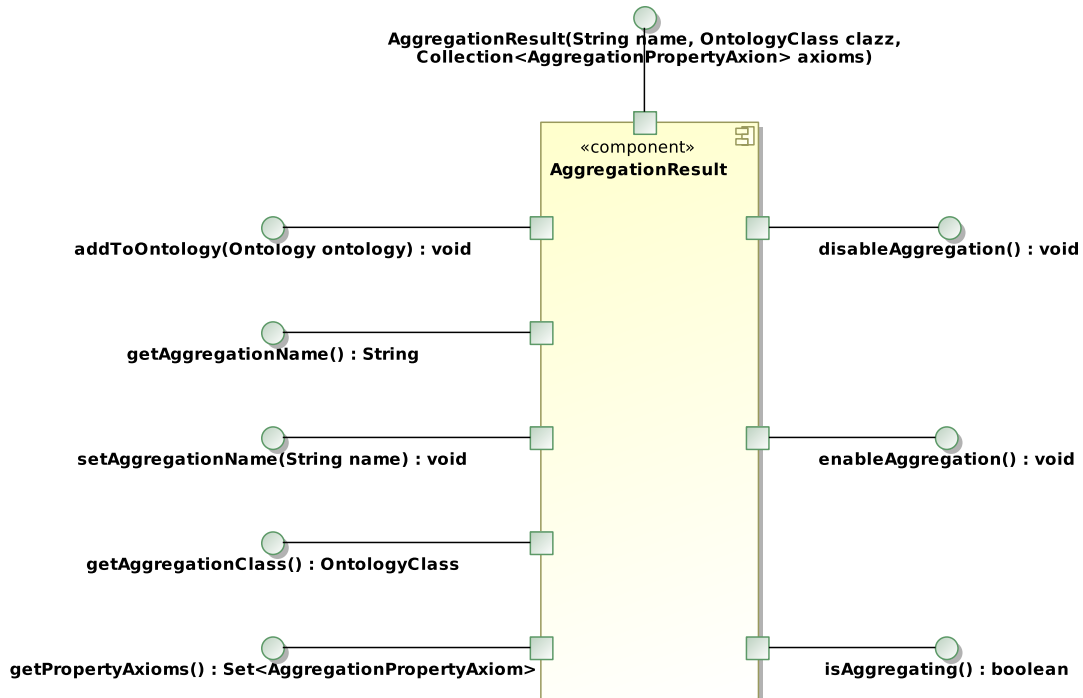 AggregationResult(String name, OntologyClass clazz,
Collection<AggregationPropertyAxion> axioms)
«component»
AggregationResult
addToOntology(Ontology ontology) : void
disableAggregation() : void
getAggregationName() : String
setAggregationName(String name) : void
enableAggregation() : void
getAggregationClass() : OntologyClass
getPropertyAxioms() : Set<AggregationPropertyAxiom>
isAggregating() : boolean